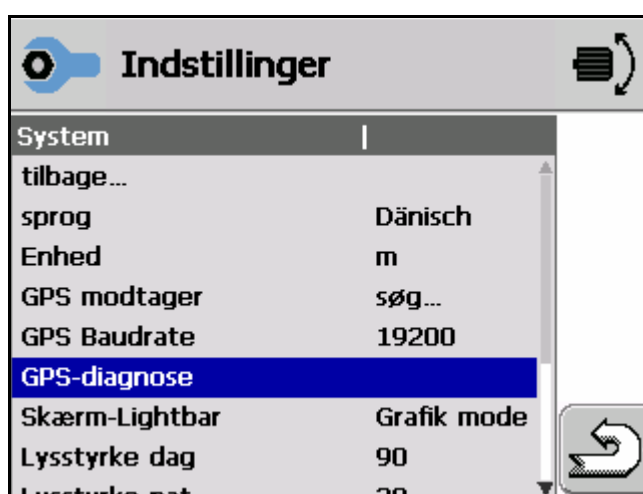 Indstillinger
System
tilbage...
sprog Dänisch
Enhed m
GPS modtager søg...
GPS Baudrate 19200
GPS-diagnose
Skærm-Lightbar Grafik mode
Lysstyrke dag 90